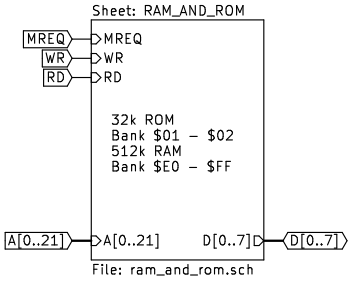 Sheet: RAM_AND_ROM
MREQ MREQ
WR WR
RD RD
32k ROM
Bank $01 - $02
512k RAM
Bank $E0 - $FF
A[0..21] A[0..21] D[0..7] D[0..7]
File: ram_and_rom.sch